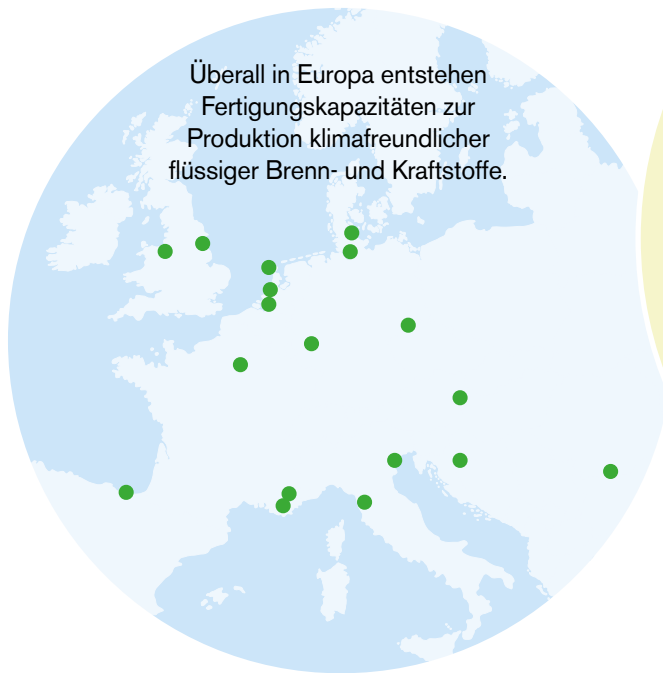 Überall in Europa entstehen
Fertigungskapazitäten zur
Produktion klimafreundlicher
flüssiger Brenn- und Kraftstoffe.